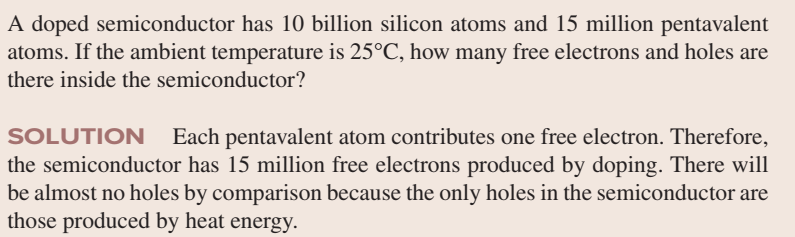 A doped semiconductor has 10 billion silicon atoms and 15 million pentavalent
atoms. If the ambient temperature is 25°C, how many free electrons and holes are
there inside the semiconductor?
SOLUTION Each pentavalent atom contributes one free electron. Therefore,
the semiconductor has 15 million free electrons produced by doping. There will
be almost no holes by comparison because the only holes in the semiconductor are
those produced by heat energy.